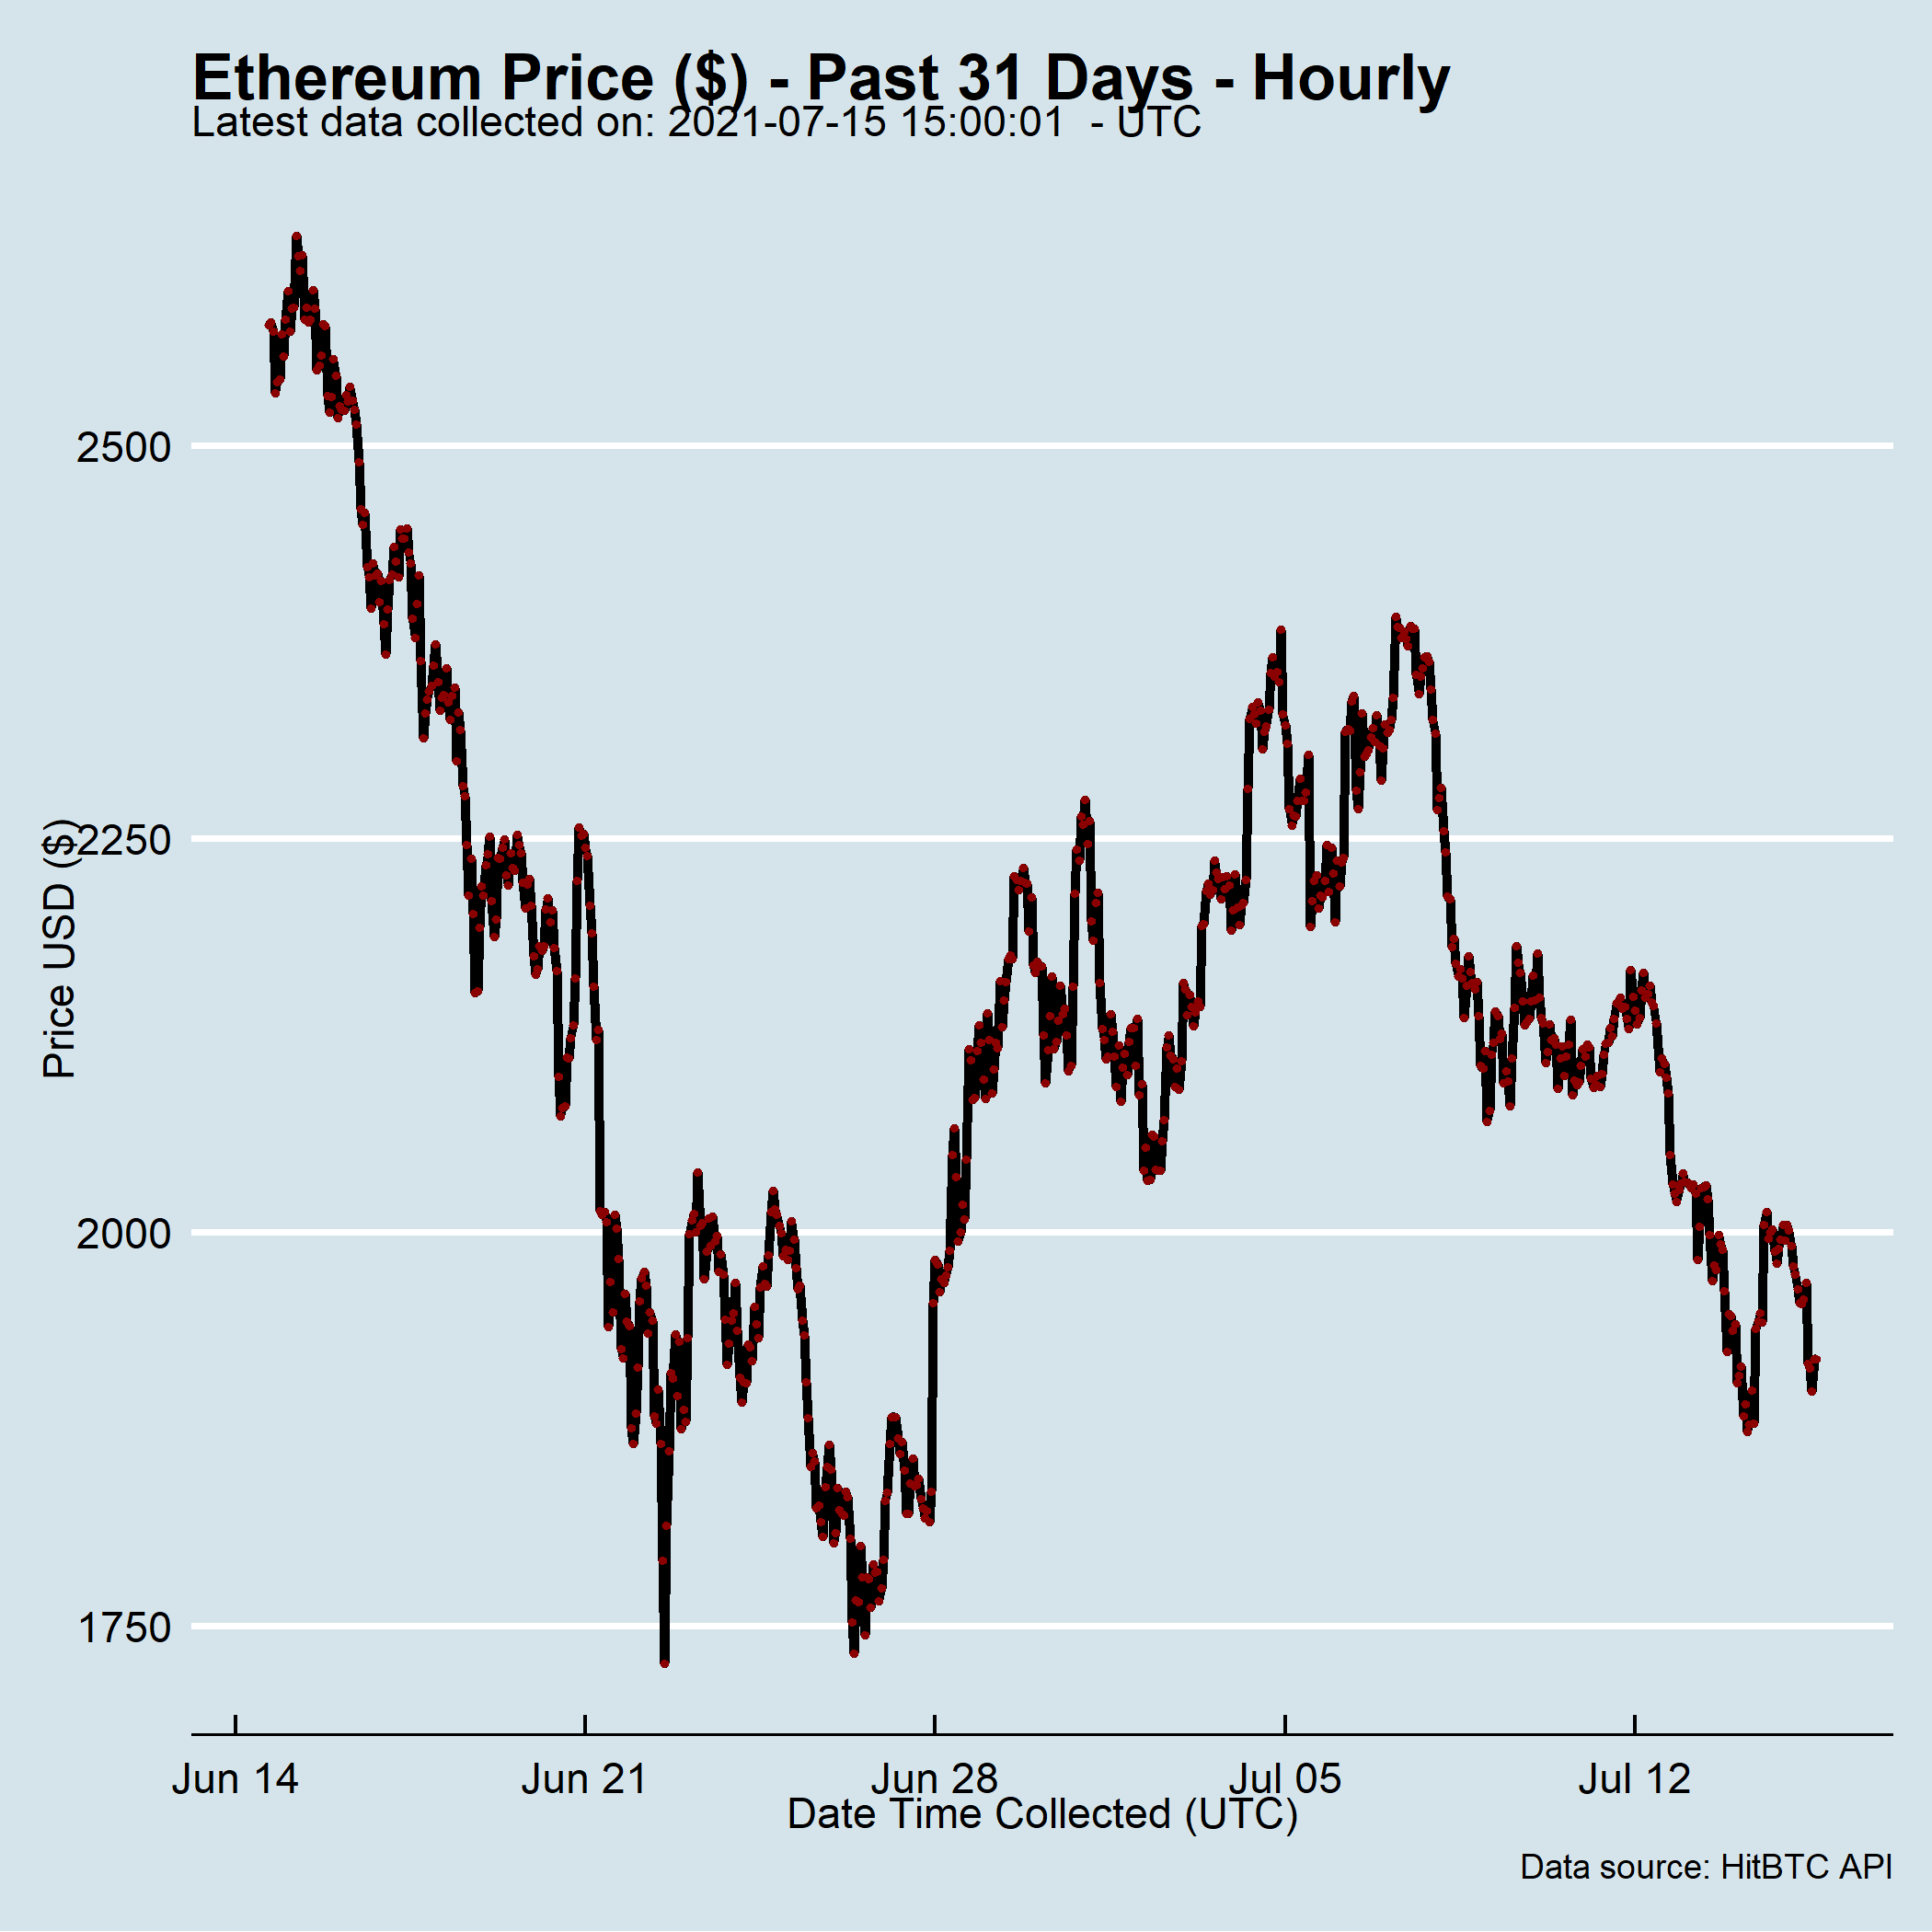 Ethereum Price ($) - Past 31 Days - Hourly
Latest data collected on: 2021-07-15 15:00:01  - UTC
Price USD ($)
2500
2250
2000
1750
Jun 14
Jun 21
Jun 28
Jul 05
Jul 12
Date Time Collected (UTC)
Data source: HitBTC API